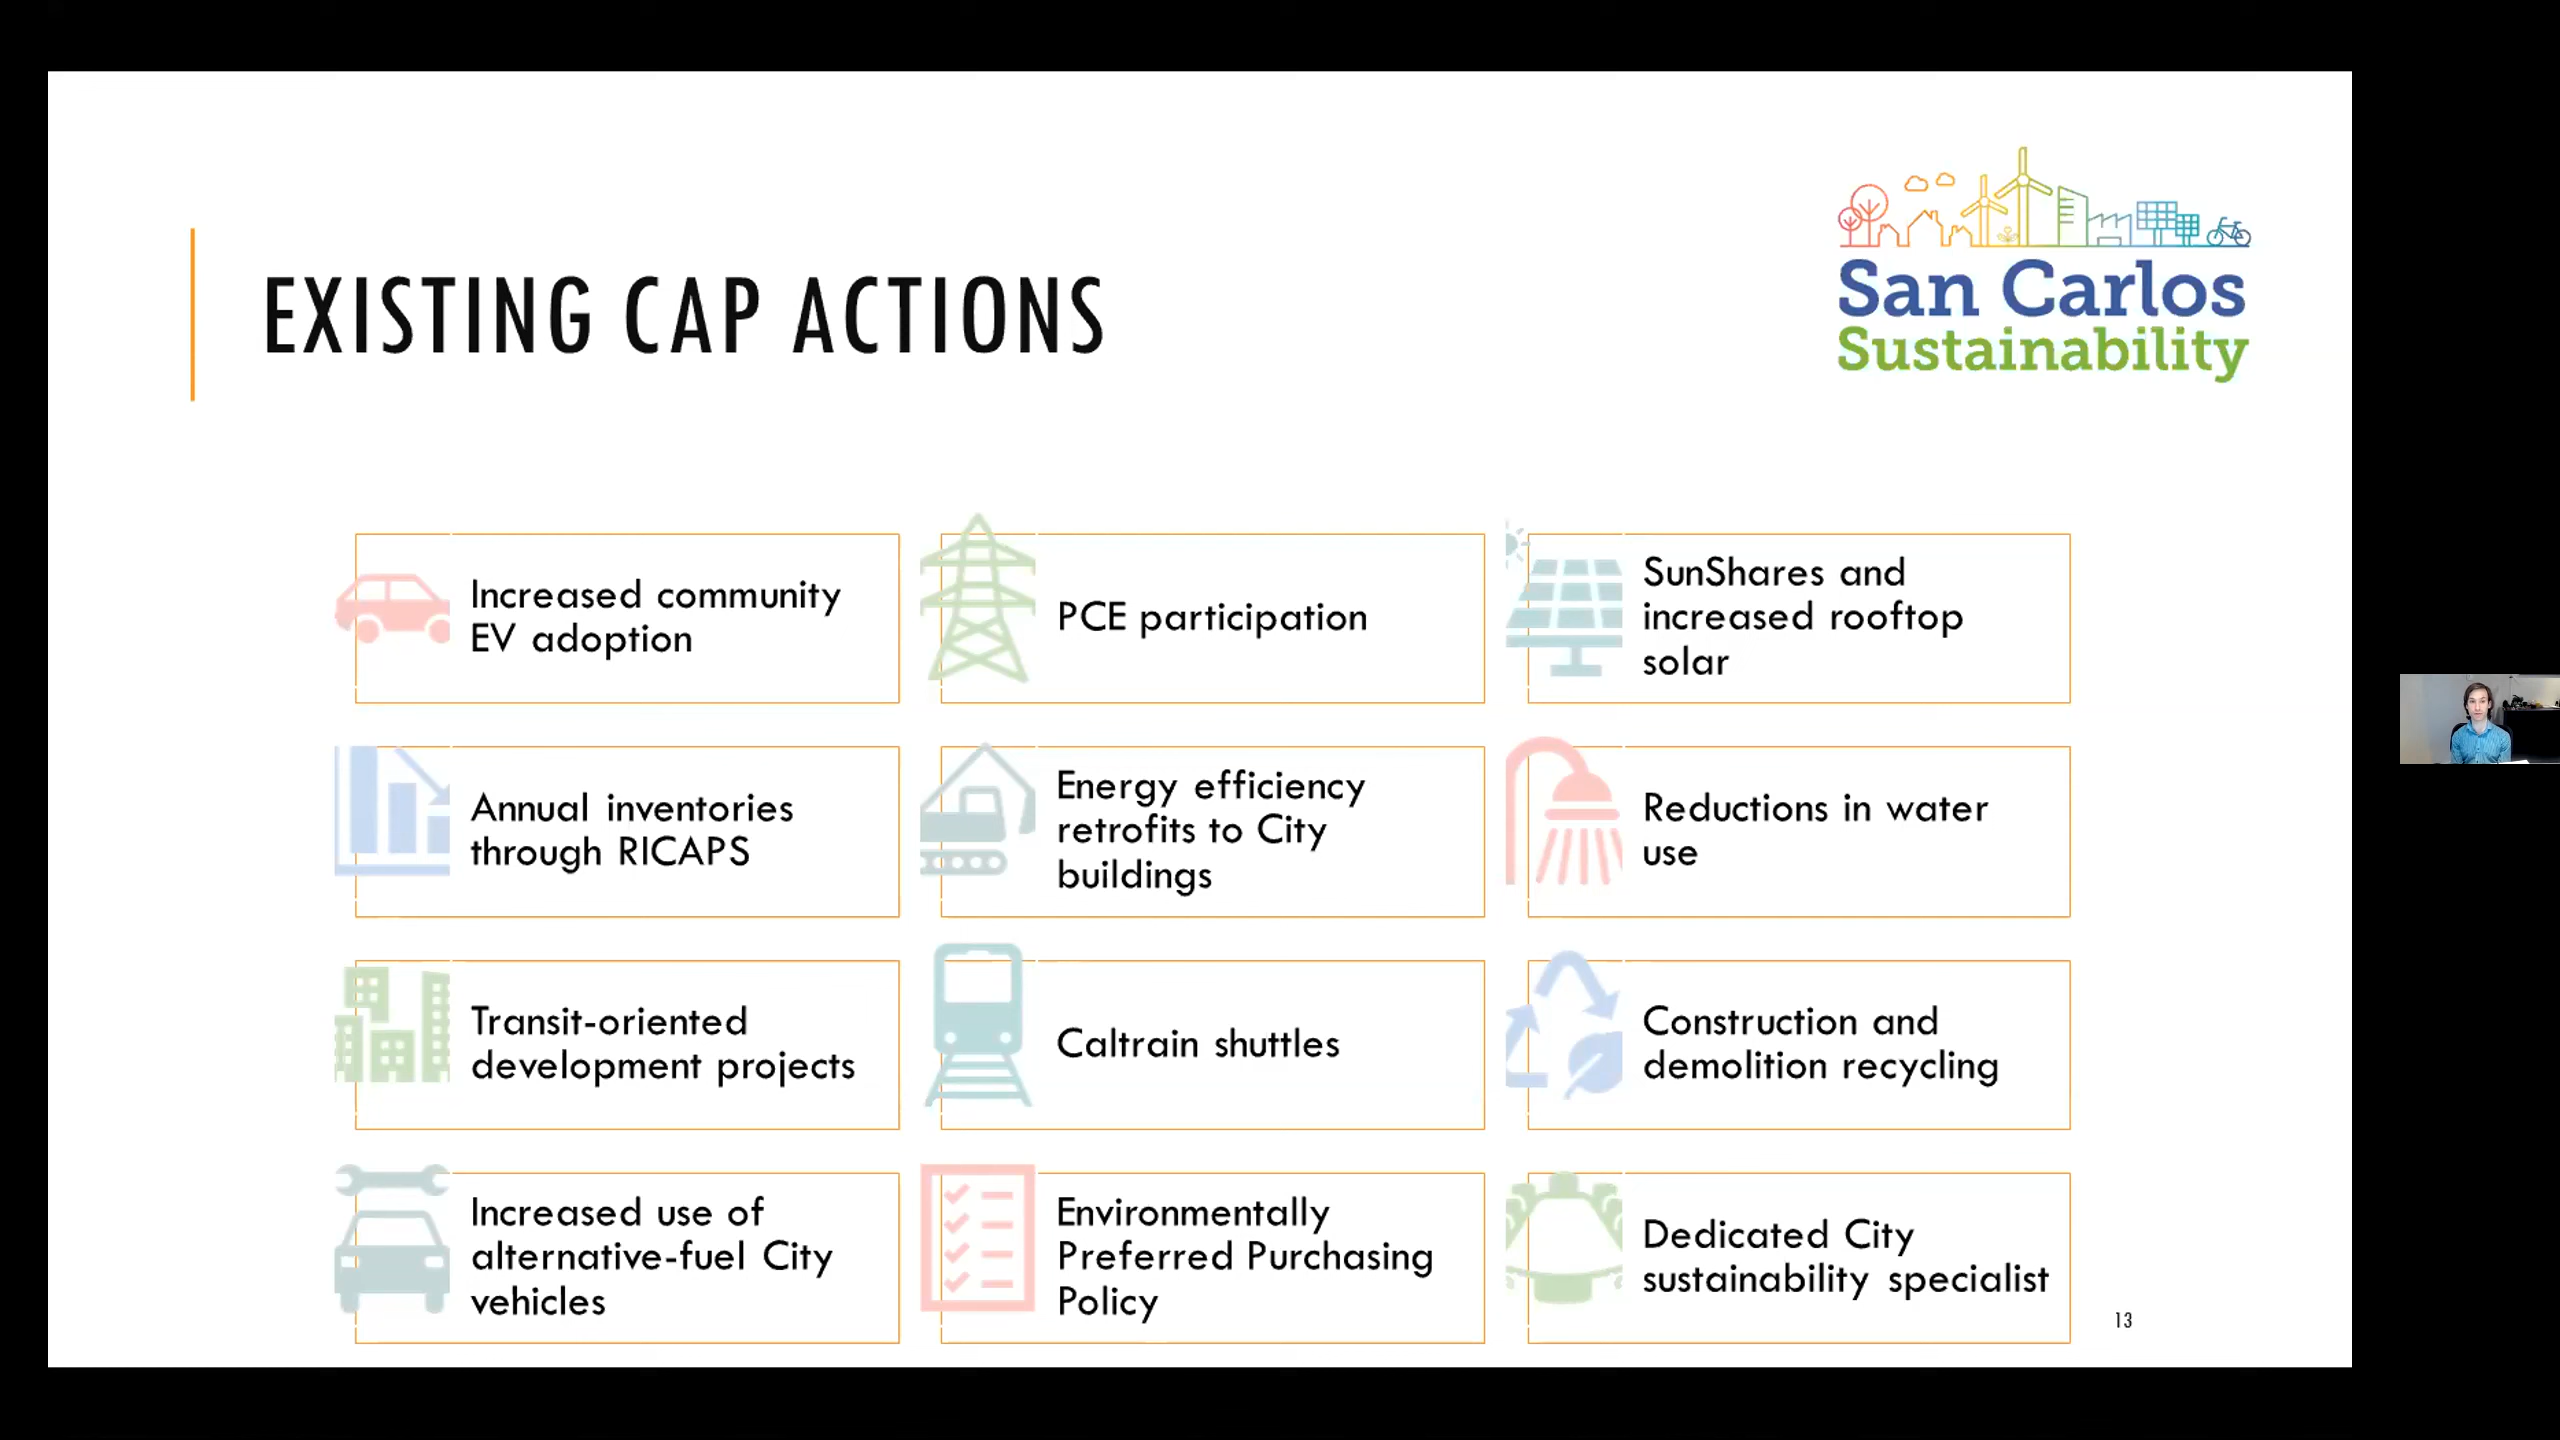 EXISTING CAP ACTIONS
San Carlos
Sustainability
Increased community
EV adoption
PCE participation
SunShares and
increased rooftop
solar
Annual inventories
through RICAPS
Energy efficiency
retrofits to City
buildings
Reductions in water
use
Transit-oriented
development projects
Caltrain shuttles
Construction and
demolition recycling
Increased use of
alternative-fuel City
vehicles
Environmentally
Preferred Purchasing
Policy
Dedicated City
sustainability specialist
13